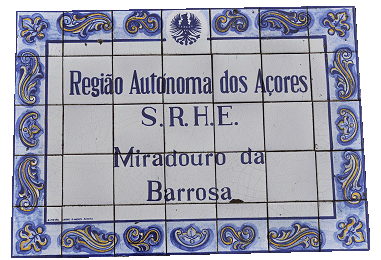 Região Autónoma dos Açores
S.R.H.E.
Miradouro da
Barrosa